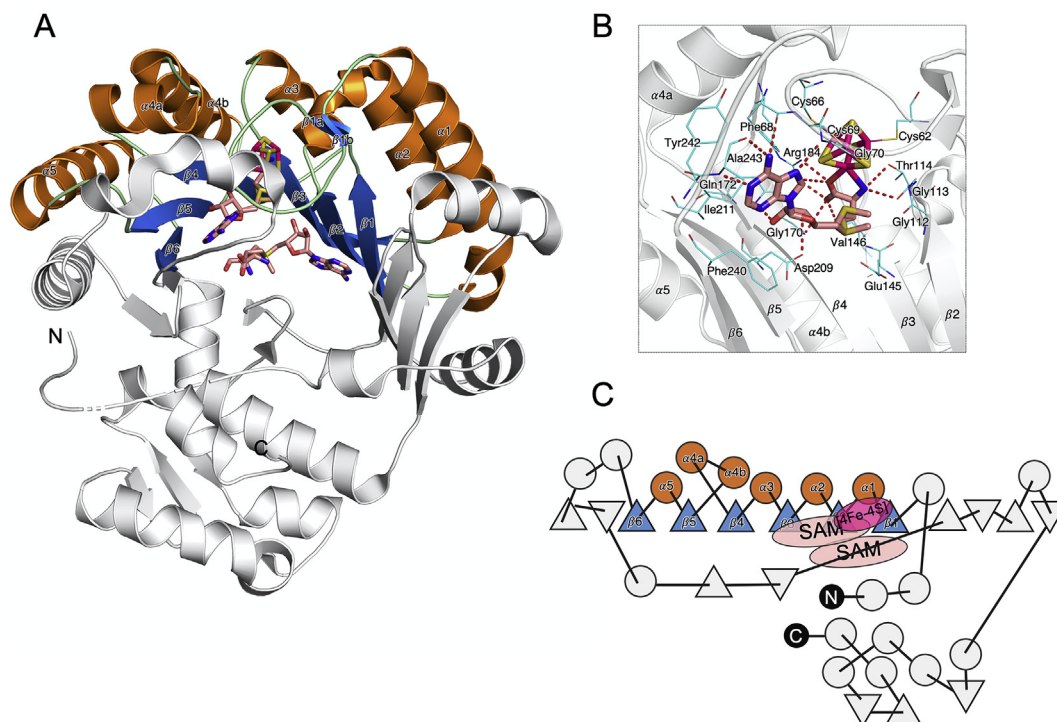 A
α3
α4a
α4b
β1a
α1
β1b
α2
β4
α5
β3
β5
β1
β2
β6
N
C
B
α4a
Cys66
Phe68
Cys69
Cys62
Tyr242
Arg184
Gly70
Ala243
Thr114
Gln172
Gly113
Ile211
Gly112
Gly170
Val146
Phe240
Asp209
Glu145
α5
β4
β5
β3
β2
β6
α4b
C
α4a
α4b
α5
α3
α2
α1
[4Fe-4S]
β6
β5
β4
β3
β1
SAM
SAM
N
C